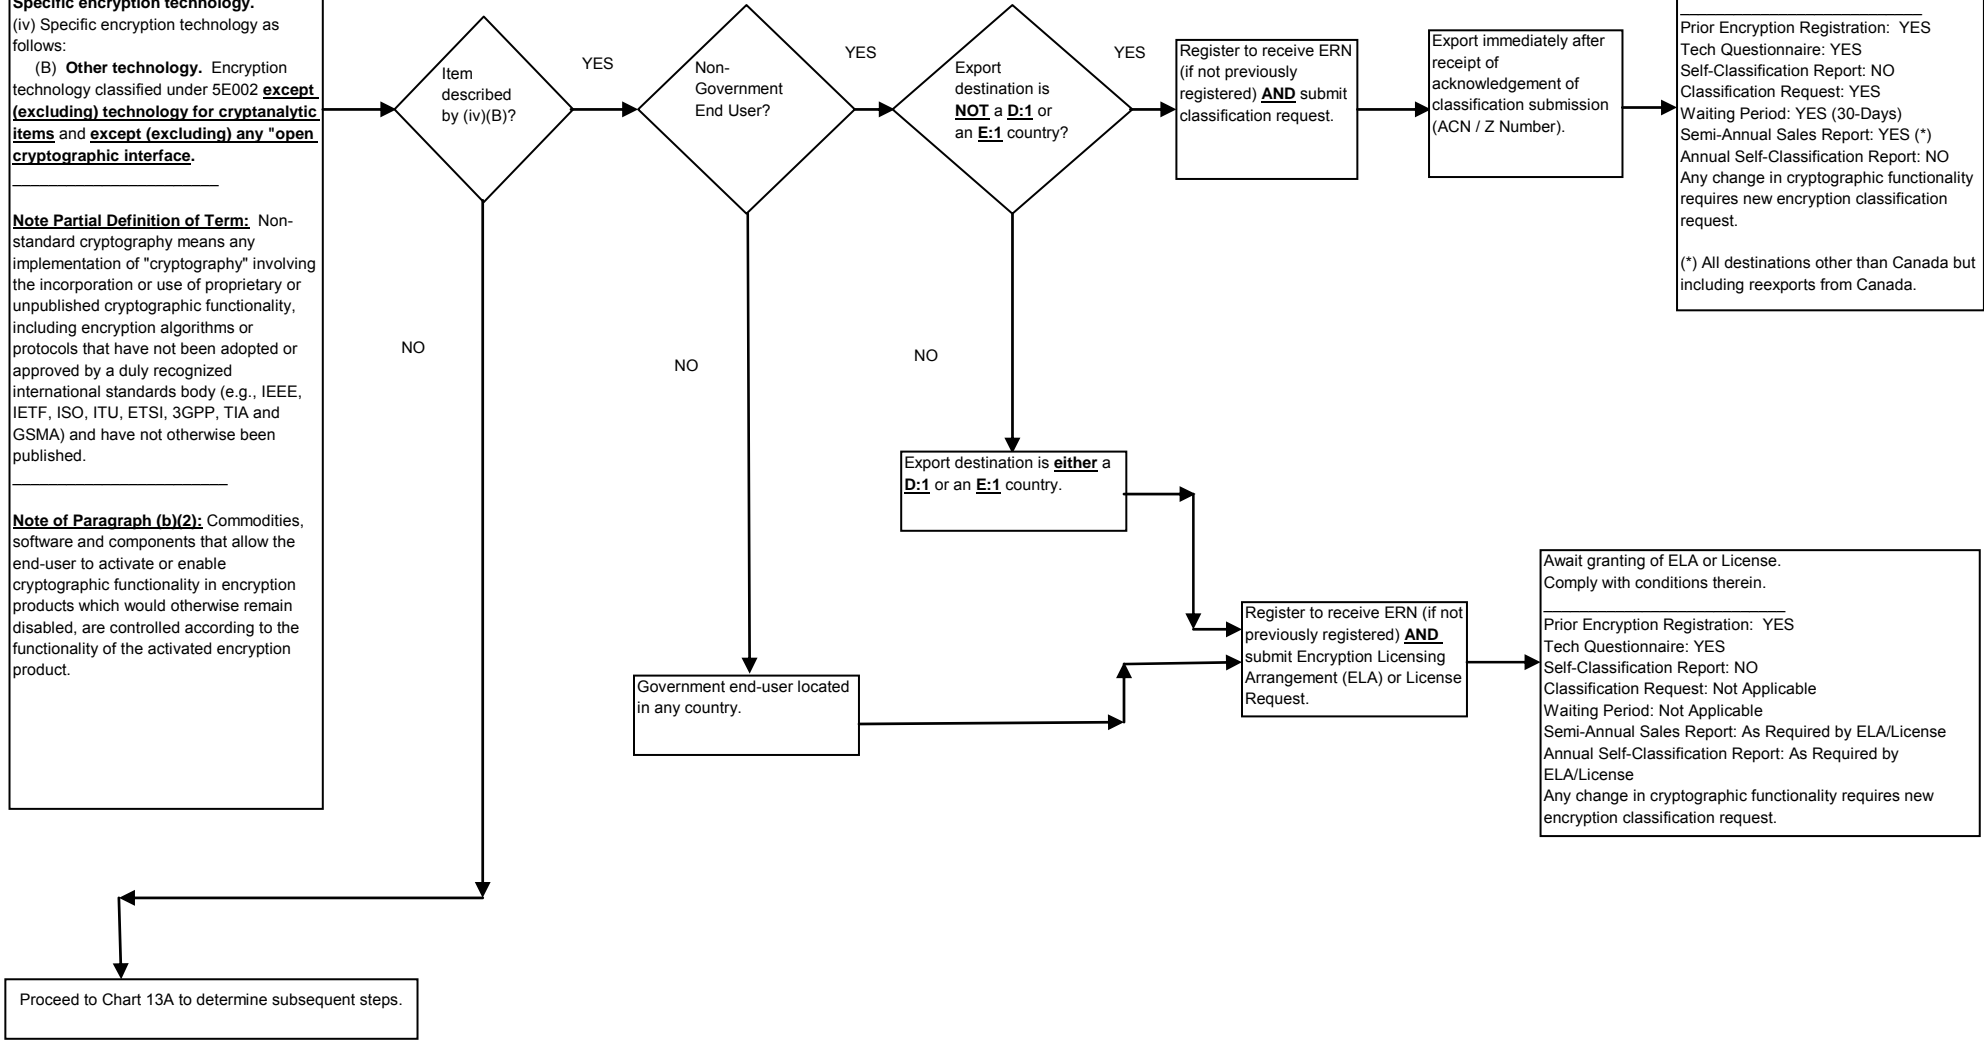 Specific encryption technology.
(iv) Specific encryption technology as
follows:
(B) Other technology. Encryption
technology classified under 5E002 except
(excluding) technology for cryptanalytic
items and except (excluding) any "open
cryptographic interface.
Note Partial Definition of Term: Non-
standard cryptography means any
implementation of "cryptography" involving
the incorporation or use of proprietary or
unpublished cryptographic functionality,
including encryption algorithms or
protocols that have not been adopted or
approved by a duly recognized
international standards body (e.g., IEEE,
IETF, ISO, ITU, ETSI, 3GPP, TIA and
GSMA) and have not otherwise been
published.
Note of Paragraph (b)(2): Commodities,
software and components that allow the
end-user to activate or enable
cryptographic functionality in encryption
products which would otherwise remain
disabled, are controlled according to the
functionality of the activated encryption
product.
Item
described
by (iv)(B)?
YES
NO
Non-
Government
End User?
YES
NO
Export
destination is
NOT a D:1 or
an E:1 country?
YES
NO
Register to receive ERN
(if not previously
registered) AND submit
classification request.
Export immediately after
receipt of
acknowledgement of
classification submission
(ACN / Z Number).
Prior Encryption Registration: YES
Tech Questionnaire: YES
Self-Classification Report: NO
Classification Request: YES
Waiting Period: YES (30-Days)
Semi-Annual Sales Report: YES (*)
Annual Self-Classification Report: NO
Any change in cryptographic functionality
requires new encryption classification
request.
(*) All destinations other than Canada but
including reexports from Canada.
Export destination is either a
D:1 or an E:1 country.
Government end-user located
in any country.
Register to receive ERN (if not
previously registered) AND
submit Encryption Licensing
Arrangement (ELA) or License
Request.
Await granting of ELA or License.
Comply with conditions therein.
Prior Encryption Registration: YES
Tech Questionnaire: YES
Self-Classification Report: NO
Classification Request: Not Applicable
Waiting Period: Not Applicable
Semi-Annual Sales Report: As Required by ELA/License
Annual Self-Classification Report: As Required by
ELA/License
Any change in cryptographic functionality requires new
encryption classification request.
Proceed to Chart 13A to determine subsequent steps.